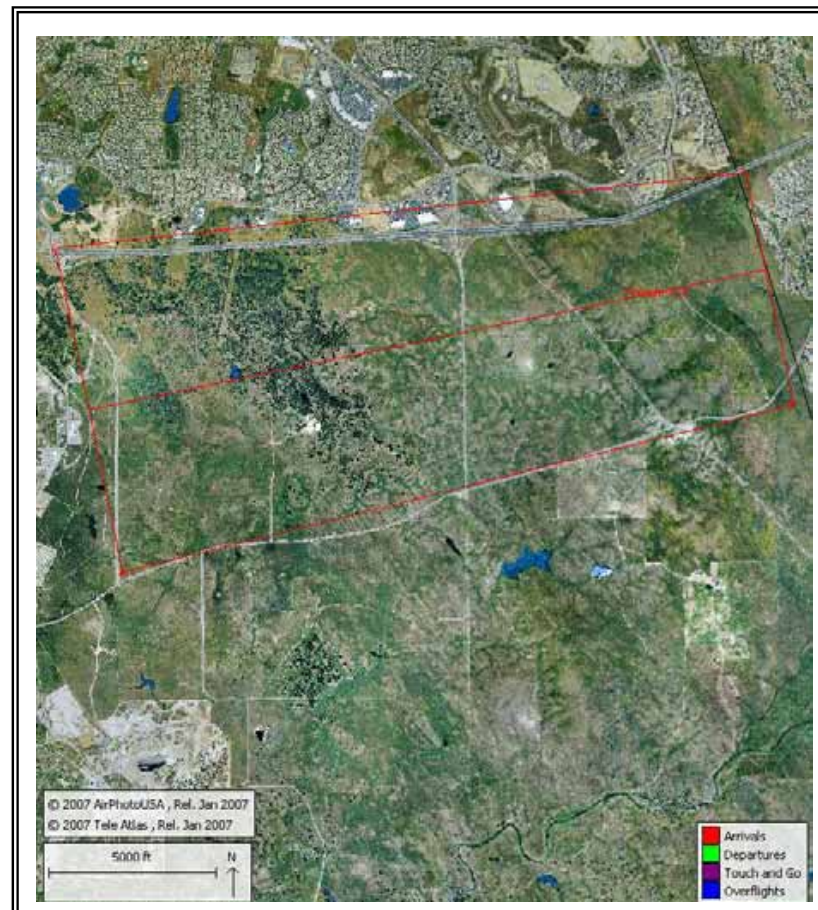 © 2007 AirPhotoUSA , Rel. Jan 2007
© 2007 Tele Atlas , Rel. Jan 2007
5000 ft
N
Arrivals
Departures
Touch and Go
Overflights